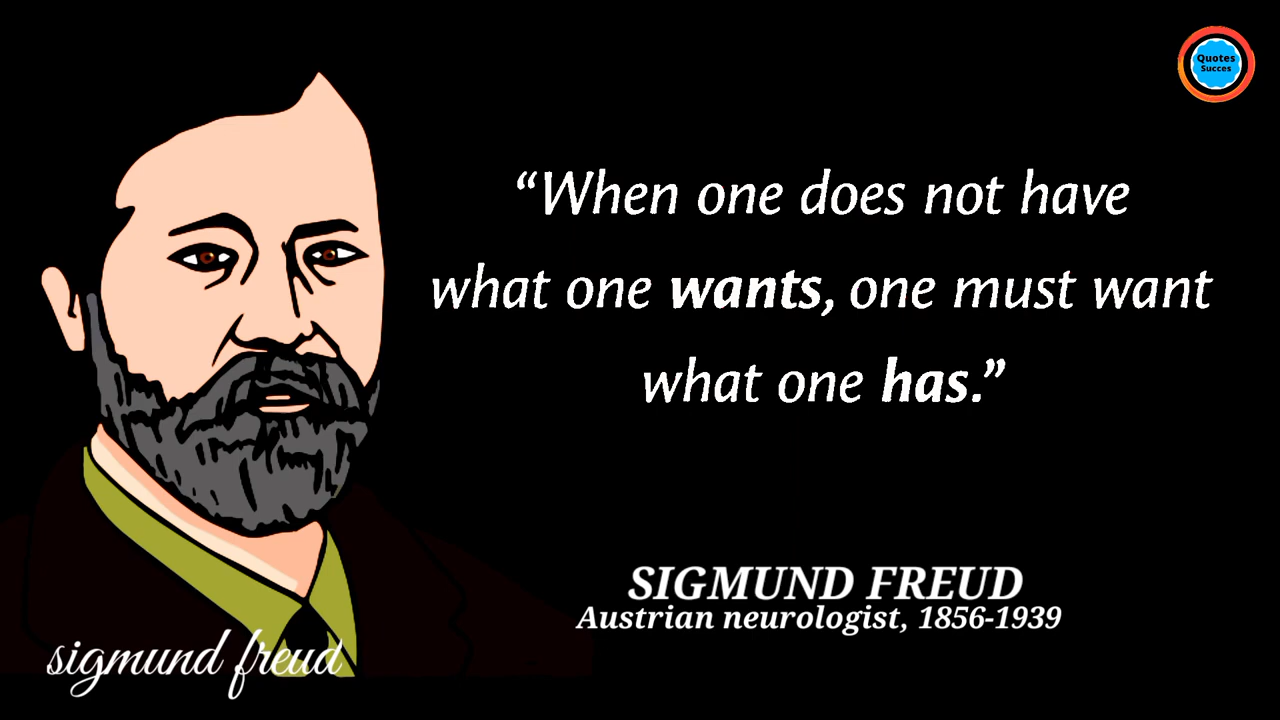 Quotes
Succes
“When one does not have
what one wants, one must want
what one has.”
SIGMUND FREUD
Austrian neurologist, 1856-1939
sigmund freud